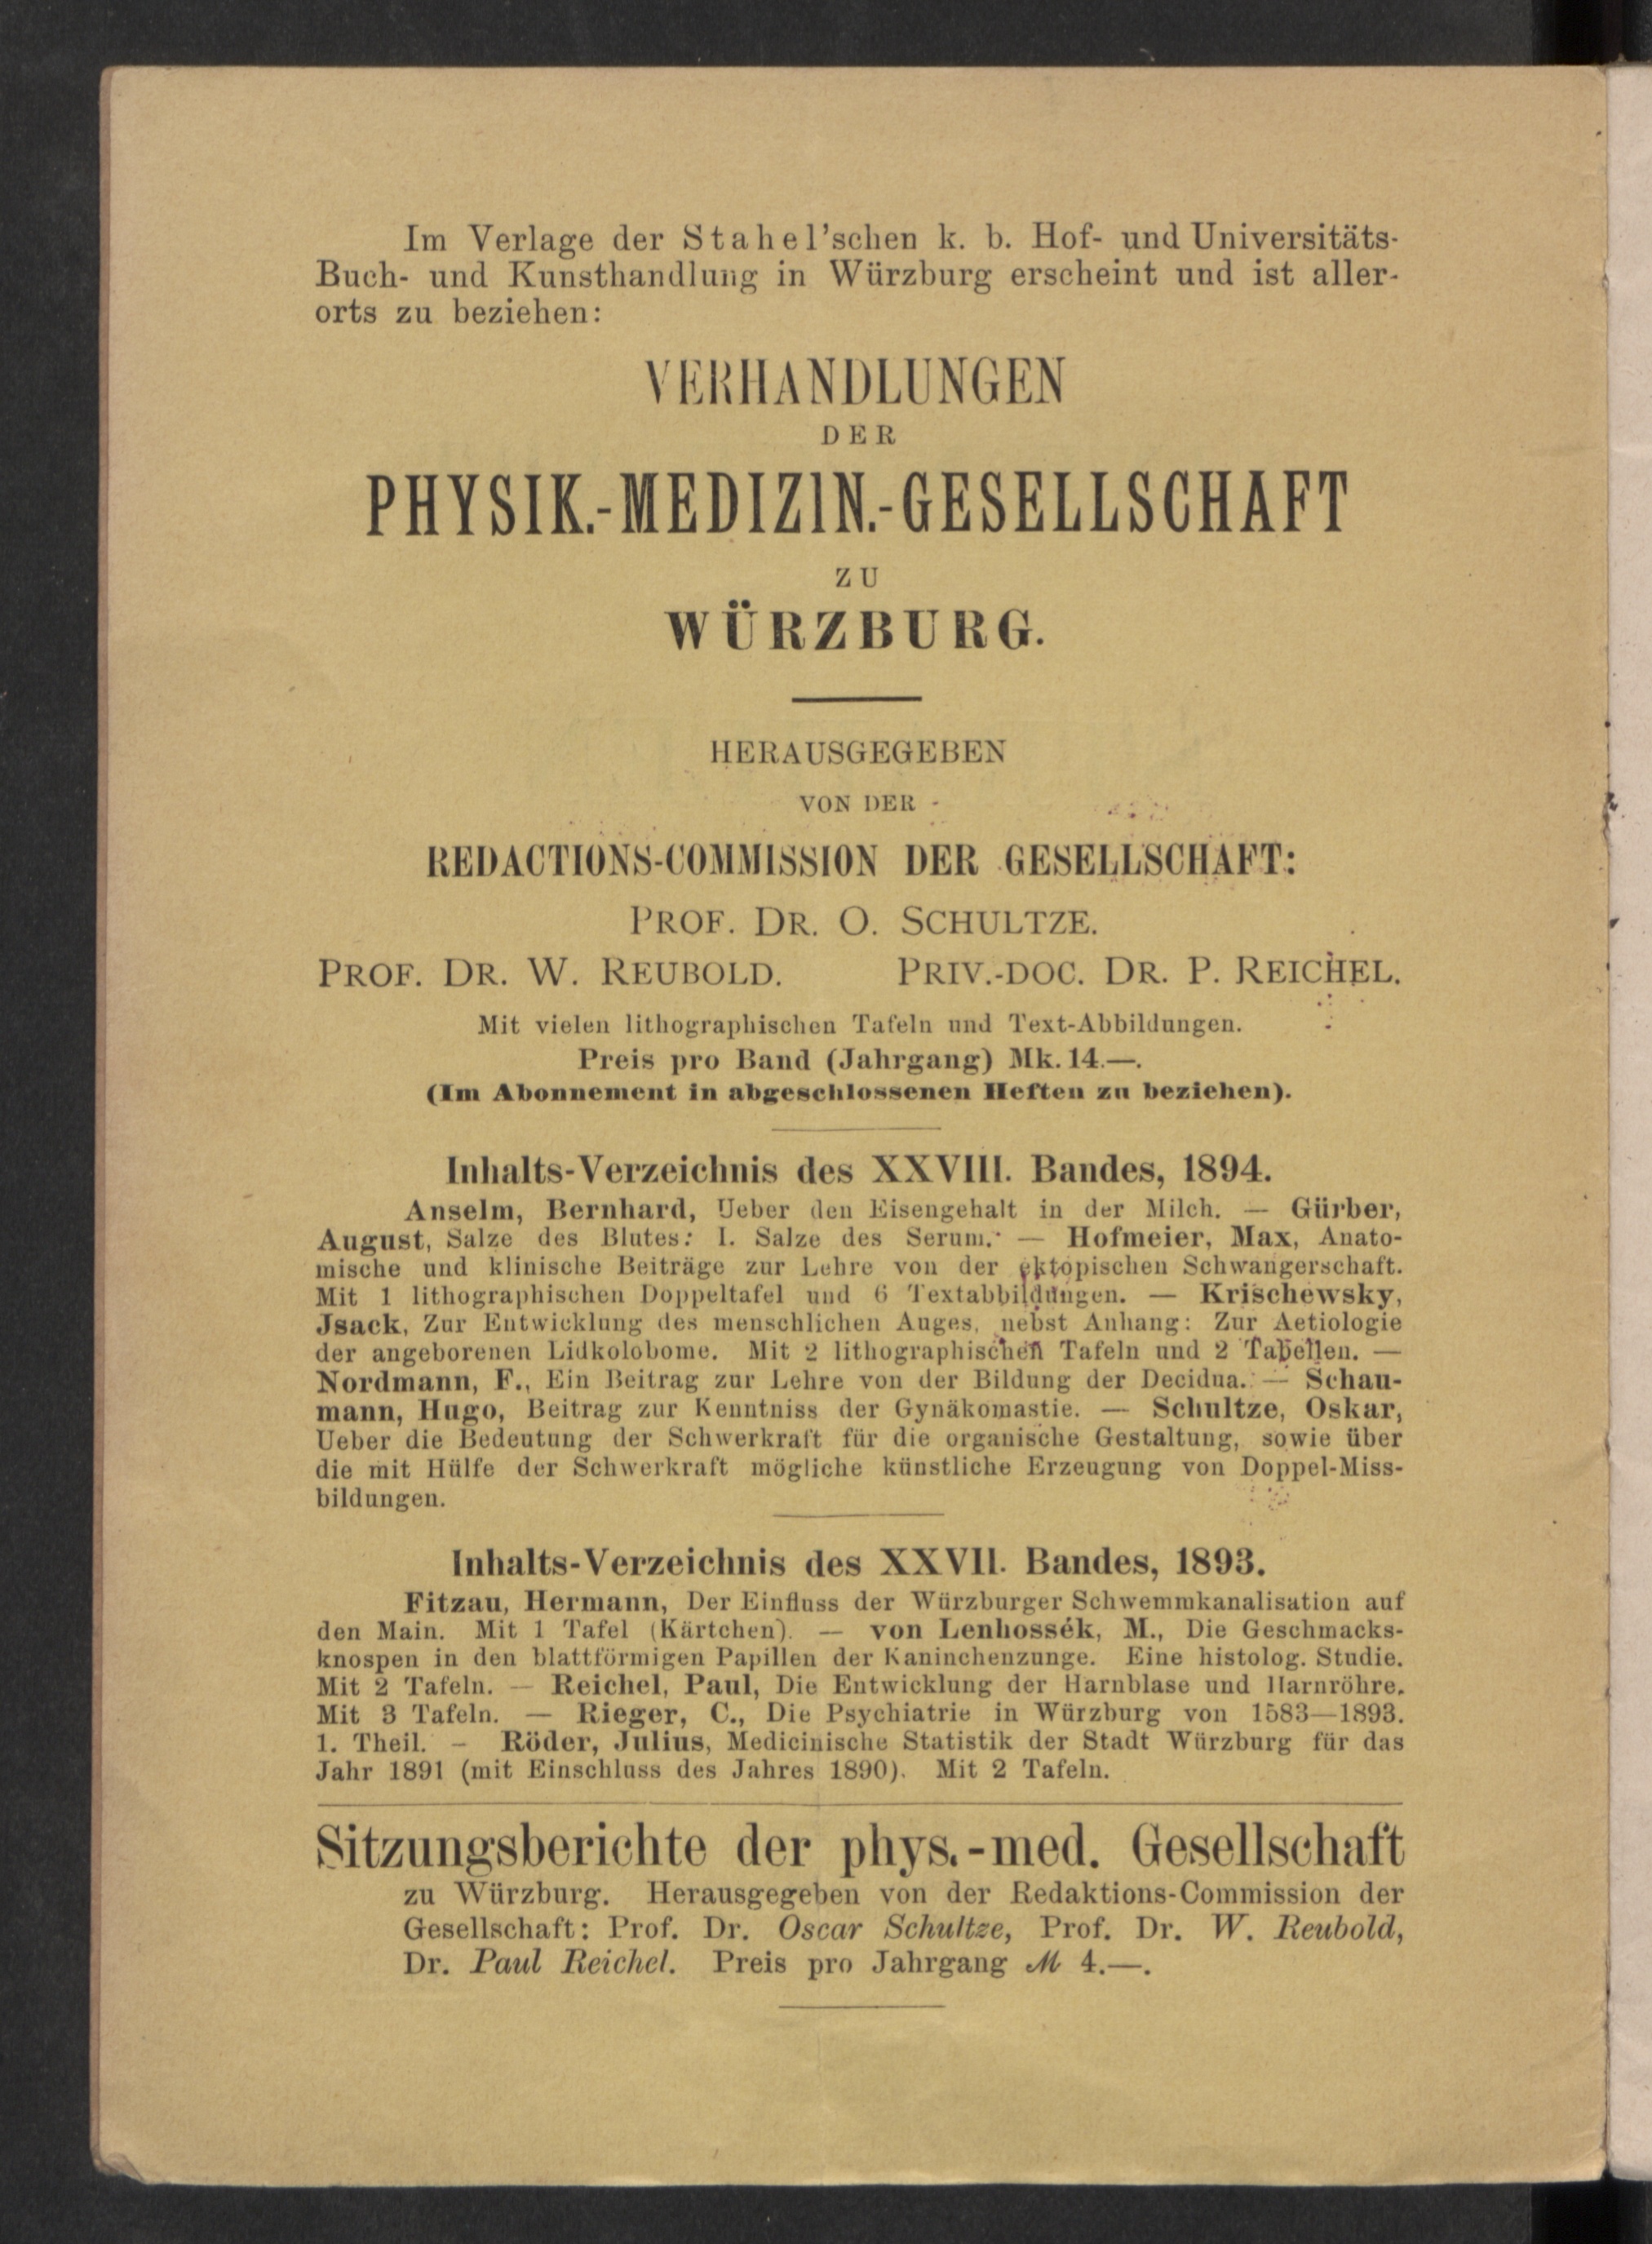 Im Verlage der Stahel'schen k. b. Hof- und Universitäts-
Buch- und Kunsthandlung in Würzburg erscheint und ist aller-
orts zu beziehen:
VERHANDLUNGEN
DER
PHYSIK.-MEDIZIN.-GESELLSCHAFT
ZU
WÜRZBURG.
HERAUSGEGEBEN
VON DER
REDACTIONS-COMMISSION DER GESELLSCHAFT:
PROF. DR. O. SCHULTZE.
PROF. DR. W. REUBOLD. PRIV.-DOC. DR. P. REICHEL.
Mit vielen lithographischen Tafeln und Text-Abbildungen.
Preis pro Band (Jahrgang) Mk. 14.—.
(Im Abonnement in abgeschlossenen Heften zu beziehen).
Inhalts-Verzeichnis des XXVIII. Bandes, 1894.
Anselm, Bernhard, Ueber den Eisengehalt in der Milch. — Gürber,
August, Salze des Blutes: I. Salze des Serum. — Hofmeier, Max, Anato-
mische und klinische Beiträge zur Lehre von der ektopischen Schwangerschaft.
Mit 1 lithographischen Doppeltafel und 6 Textabbildungen. — Krischewsky,
Jsack, Zur Entwicklung des menschlichen Auges, nebst Anhang: Zur Aetiologie
der angeborenen Lidkolobome. Mit 2 lithographischen Tafeln und 2 Tabellen. —
Nordmann, F., Ein Beitrag zur Lehre von der Bildung der Decidua. — Schau-
mann, Hugo, Beitrag zur Kenntniss der Gynäkomastie. — Schultze, Oskar,
Ueber die Bedeutung der Schwerkraft für die organische Gestaltung, sowie über
die mit Hülfe der Schwerkraft mögliche künstliche Erzeugung von Doppel-Miss-
bildungen.
Inhalts-Verzeichnis des XXVII. Bandes, 1893.
Fitzau, Hermann, Der Einfluss der Würzburger Schwemmkanalisation auf
den Main. Mit 1 Tafel (Kärtchen). — von Lenhossék, M., Die Geschmacks-
knospen in den blattförmigen Papillen der Kaninchenzunge. Eine histolog. Studie.
Mit 2 Tafeln. — Reichel, Paul, Die Entwicklung der Harnblase und Harnröhre.
Mit 3 Tafeln. — Rieger, C., Die Psychiatrie in Würzburg von 1583—1893.
1. Theil. — Röder, Julius, Medicinische Statistik der Stadt Würzburg für das
Jahr 1891 (mit Einschluss des Jahres 1890). Mit 2 Tafeln.
Sitzungsberichte der phys.-med. Gesellschaft
zu Würzburg. Herausgegeben von der Redaktions-Commission der
Gesellschaft: Prof. Dr. Oscar Schultze, Prof. Dr. W. Reubold,
Dr. Paul Reichel. Preis pro Jahrgang M 4.—.